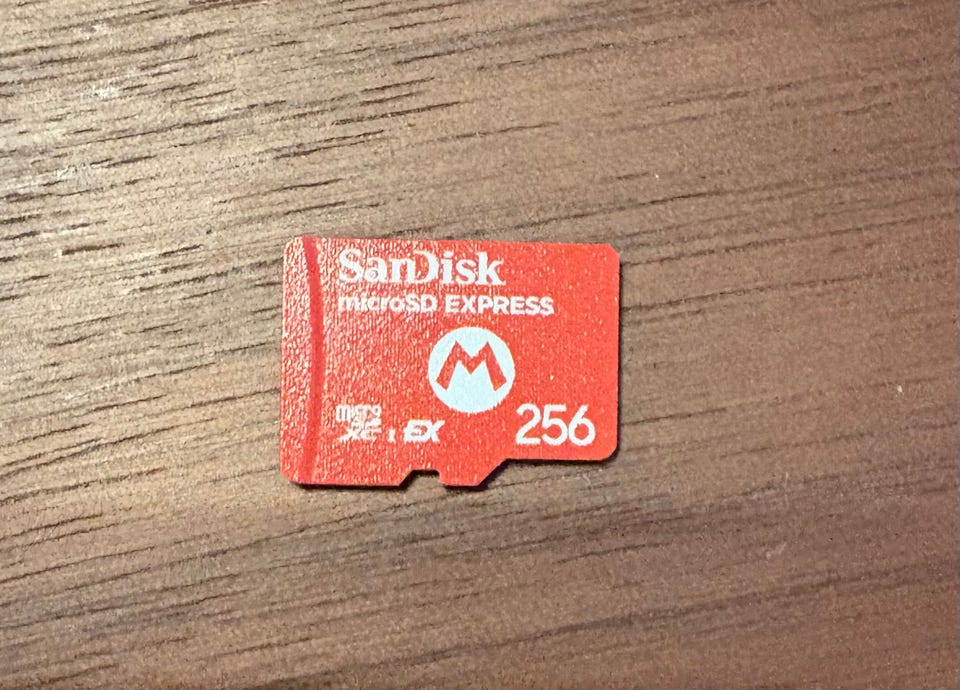 SanDisk
microSD EXPRESS
M
micro
XC I EX
256